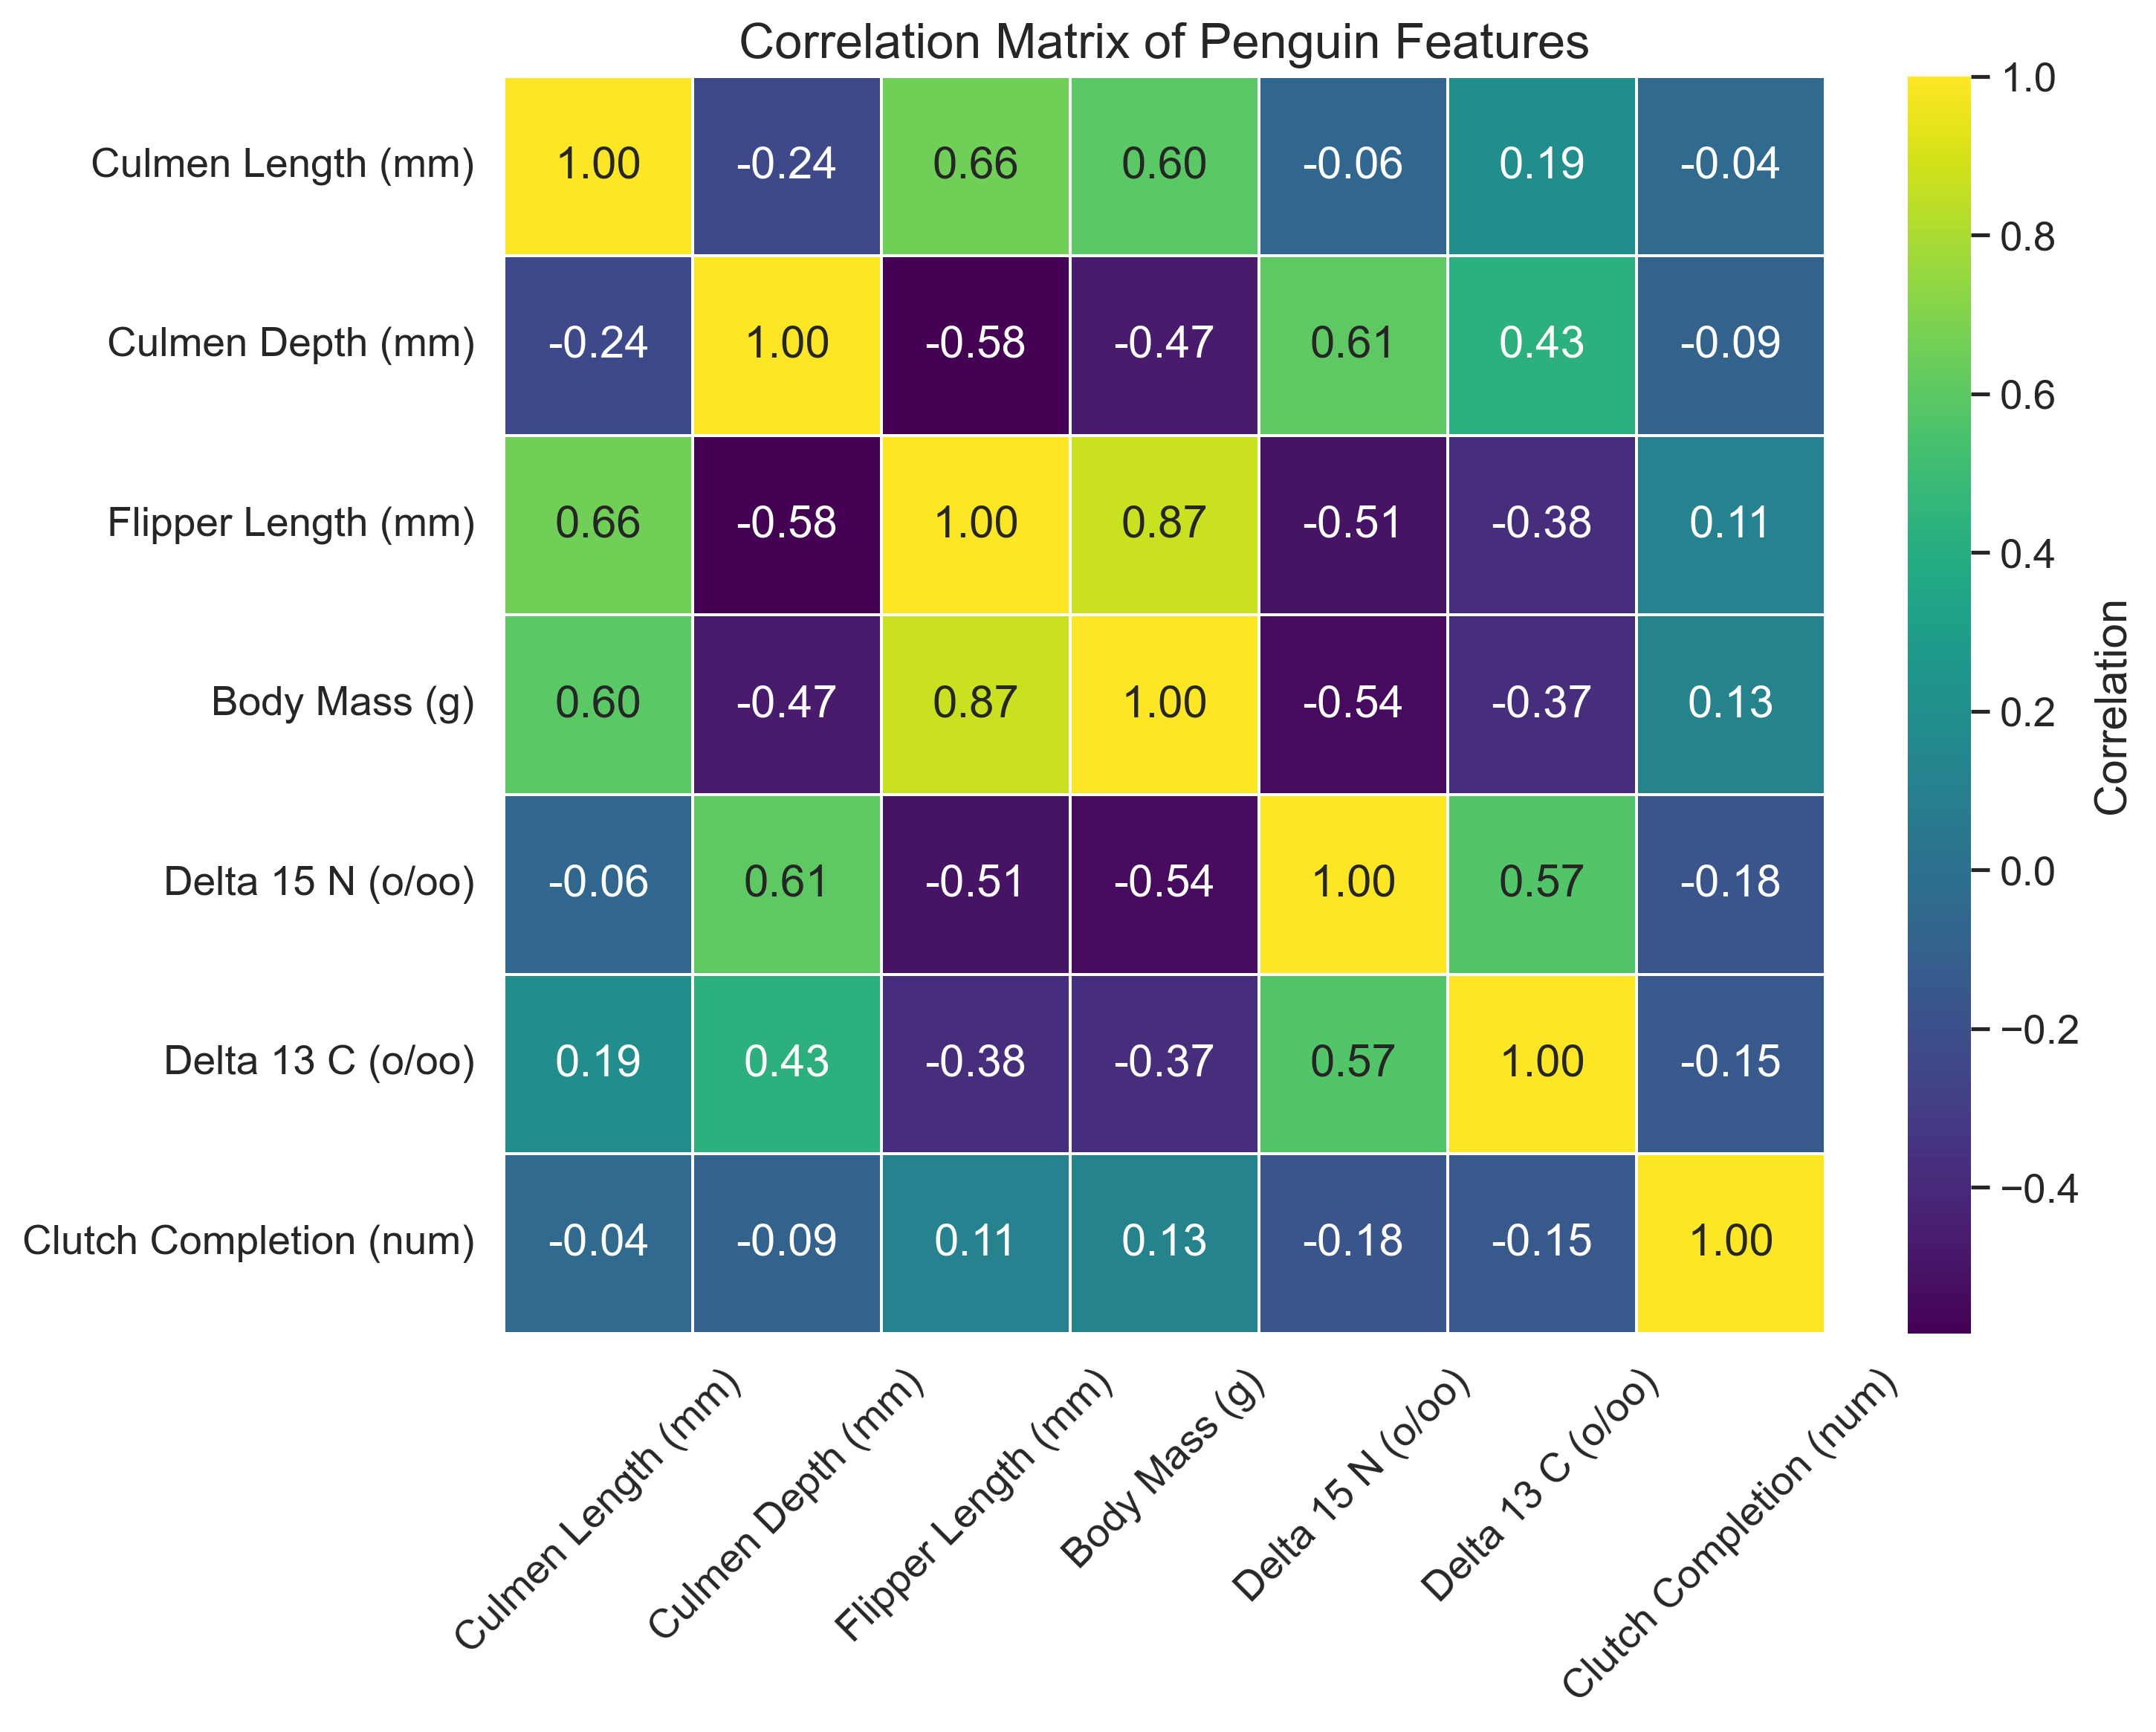 Correlation Matrix of Penguin Features
Culmen Length (mm) 1.00 -0.24 0.66 0.60 -0.06 0.19 -0.04
Culmen Depth (mm) -0.24 1.00 -0.58 -0.47 0.61 0.43 -0.09
Flipper Length (mm) 0.66 -0.58 1.00 0.87 -0.51 -0.38 0.11
Body Mass (g) 0.60 -0.47 0.87 1.00 -0.54 -0.37 0.13
Delta 15 N (o/oo) -0.06 0.61 -0.51 -0.54 1.00 0.57 -0.18
Delta 13 C (o/oo) 0.19 0.43 -0.38 -0.37 0.57 1.00 -0.15
Clutch Completion (num) -0.04 -0.09 0.11 0.13 -0.18 -0.15 1.00
Culmen Length (mm)
Culmen Depth (mm)
Flipper Length (mm)
Body Mass (g)
Delta 15 N (o/oo)
Delta 13 C (o/oo)
Clutch Completion (num)
1.0
0.8
0.6
0.4
0.2
0.0
−0.2
−0.4
Correlation